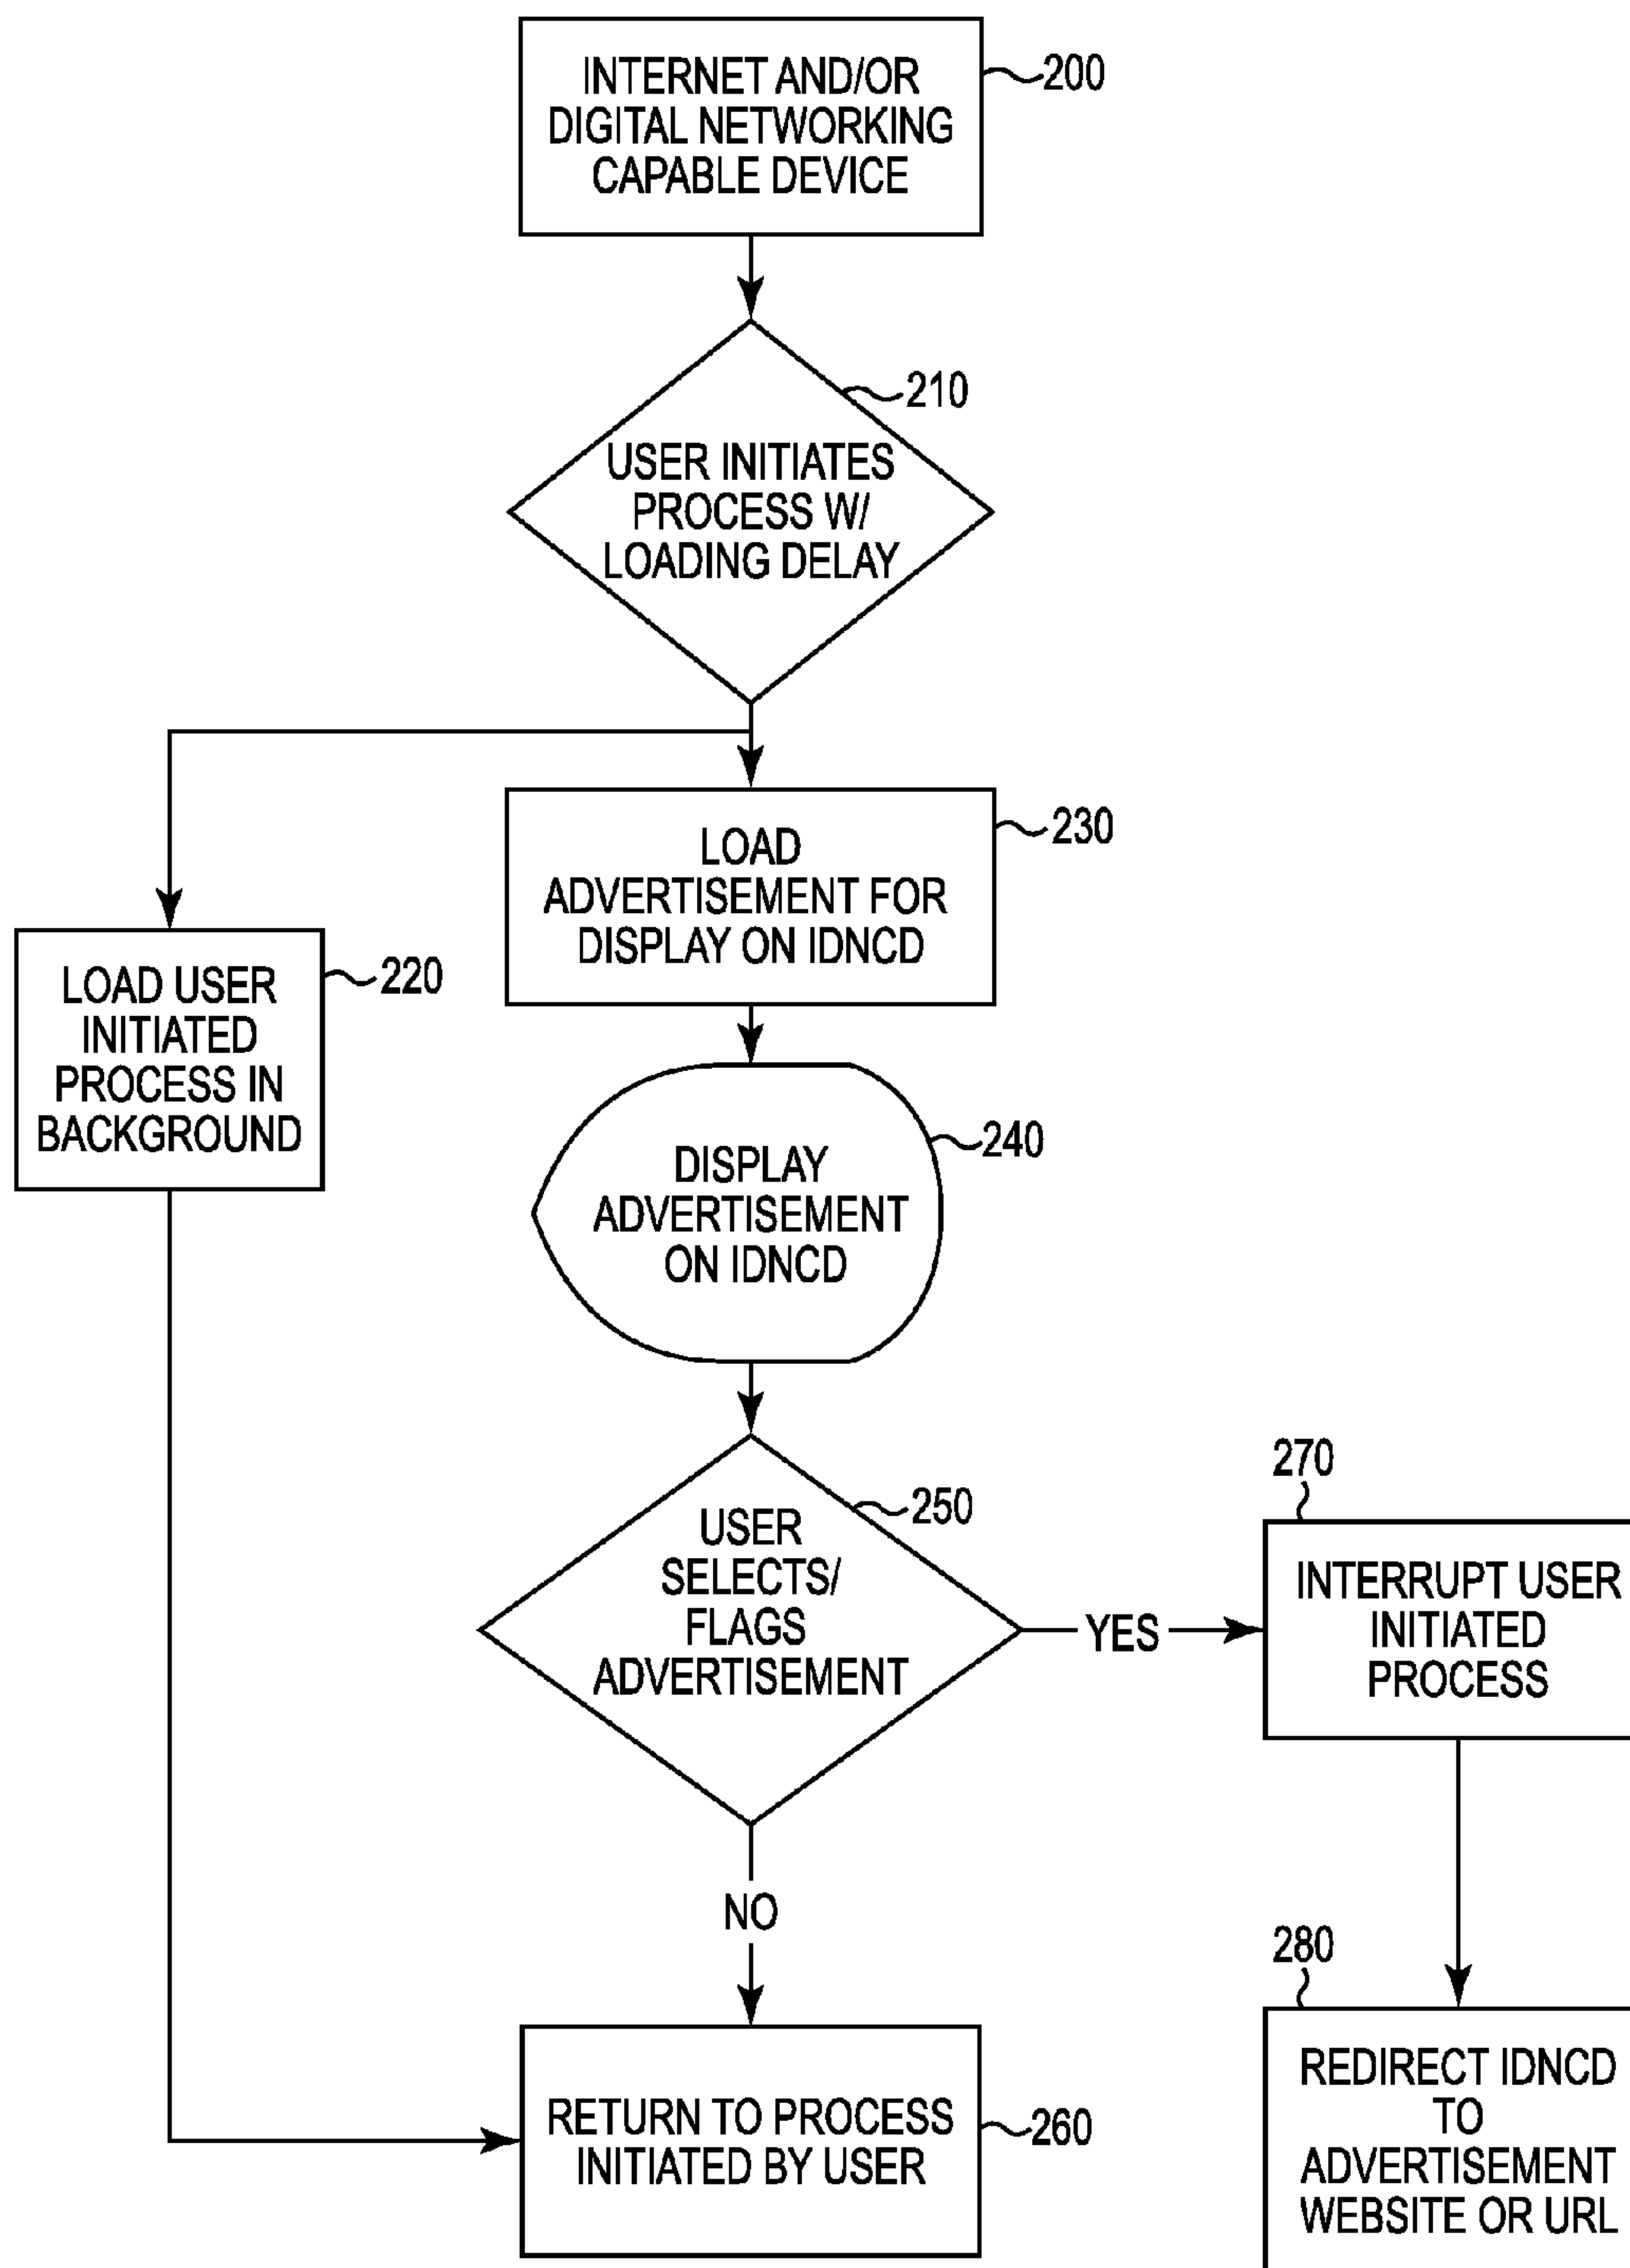 INTERNET AND/OR
DIGITAL NETWORKING
CAPABLE DEVICE
200
210
USER INITIATES
PROCESS W/
LOADING DELAY
230
LOAD
ADVERTISEMENT FOR
DISPLAY ON IDNCD
220
LOAD USER
INITIATED
PROCESS IN
BACKGROUND
240
DISPLAY
ADVERTISEMENT
ON IDNCD
250
USER
SELECTS/
FLAGS
ADVERTISEMENT
YES
270
INTERRUPT USER
INITIATED
PROCESS
NO
280
REDIRECT IDNCD
TO
ADVERTISEMENT
WEBSITE OR URL
RETURN TO PROCESS
INITIATED BY USER
260